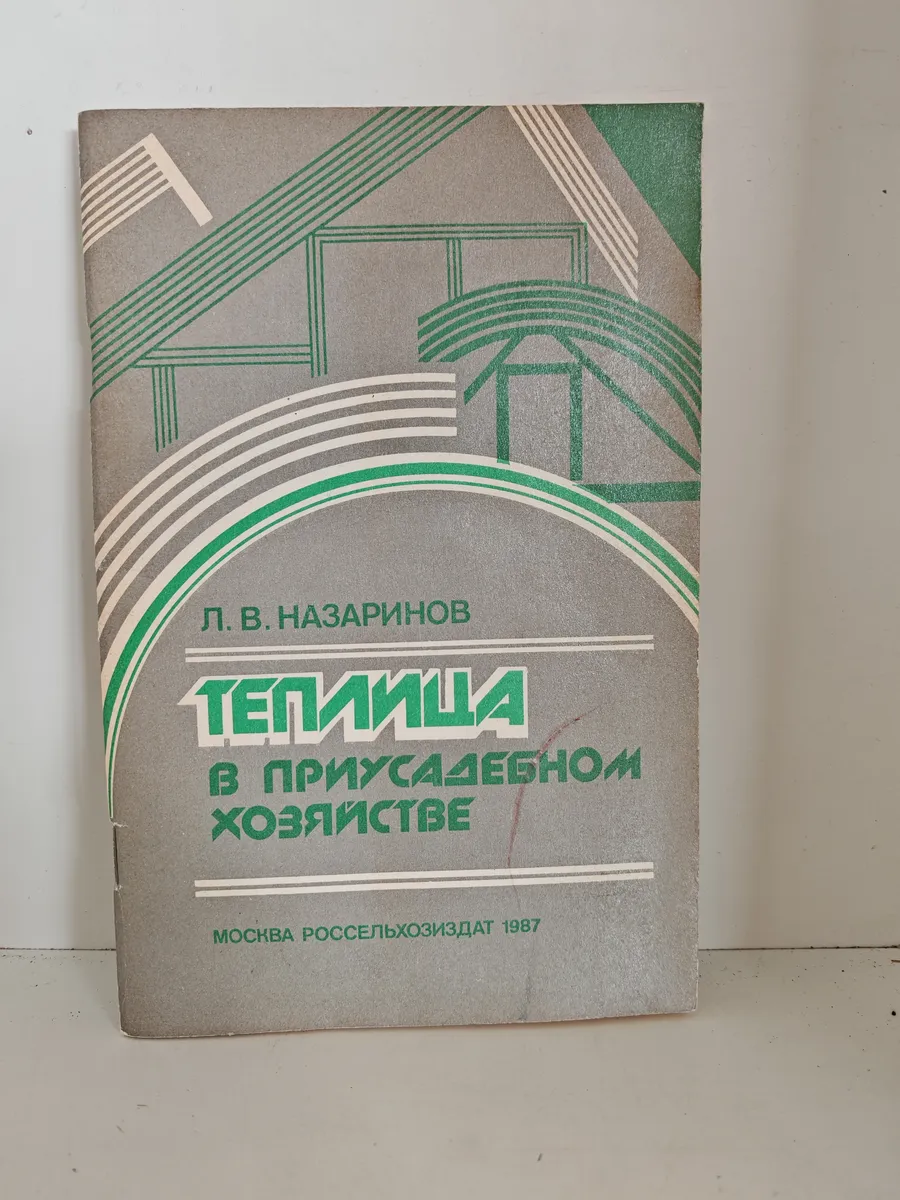 Л. В. НАЗАРИНОВ
ТЕПЛИЦА
В ПРИУСАДЕБНОМ
ХОЗЯЙСТВЕ
МОСКВА РОССЕЛЬХОЗИЗДАТ 1987